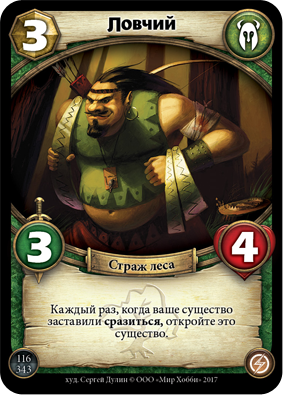 3
Ловчий
3
4
Страж леса
Каждый раз, когда ваше существо
заставили сразиться, откройте это
существо.
116
343
худ. Сергей Дулин © ООО «Мир Хобби» 2017